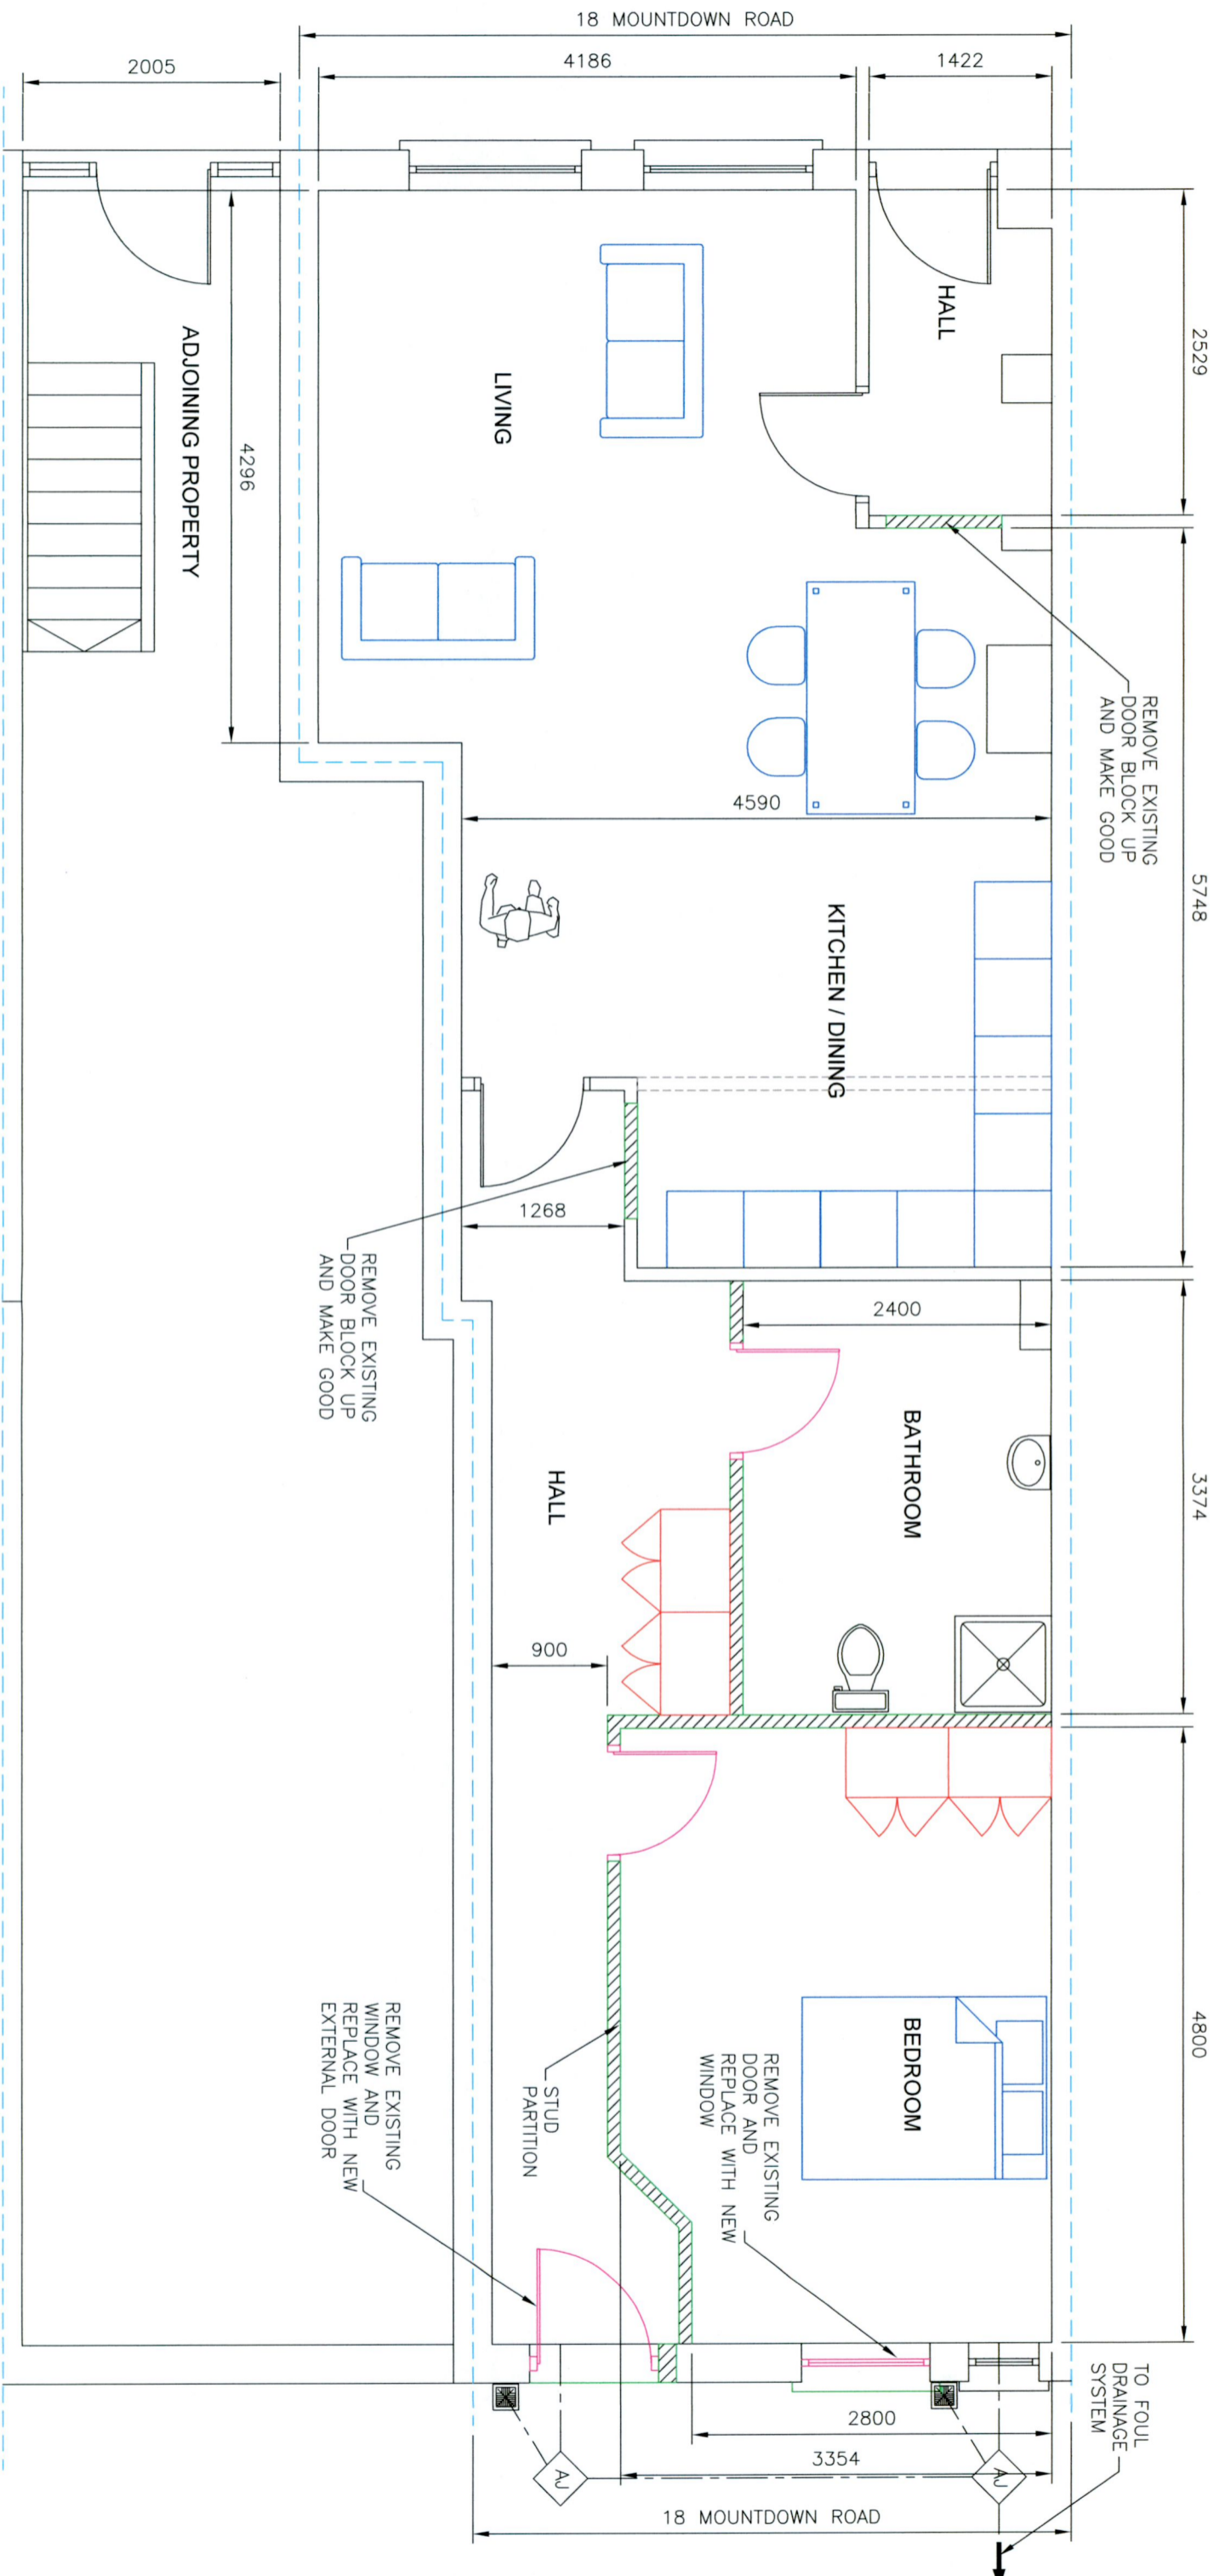 18 MOUNTDOWN ROAD
2005
4186
1422
2529
HALL
LIVING
ADJOINING PROPERTY
4296
REMOVE EXISTING
DOOR BLOCK UP
AND MAKE GOOD
4590
5748
KITCHEN / DINING
1268
REMOVE EXISTING
DOOR BLOCK UP
AND MAKE GOOD
2400
BATHROOM
3374
HALL
900
4800
BEDROOM
REMOVE EXISTING
DOOR AND
REPLACE WITH NEW
WINDOW
STUD
PARTITION
REMOVE EXISTING
WINDOW AND
REPLACE WITH NEW
EXTERNAL DOOR
TO FOUL
DRAINAGE
SYSTEM
2800
3354
AJ
AJ
18 MOUNTDOWN ROAD